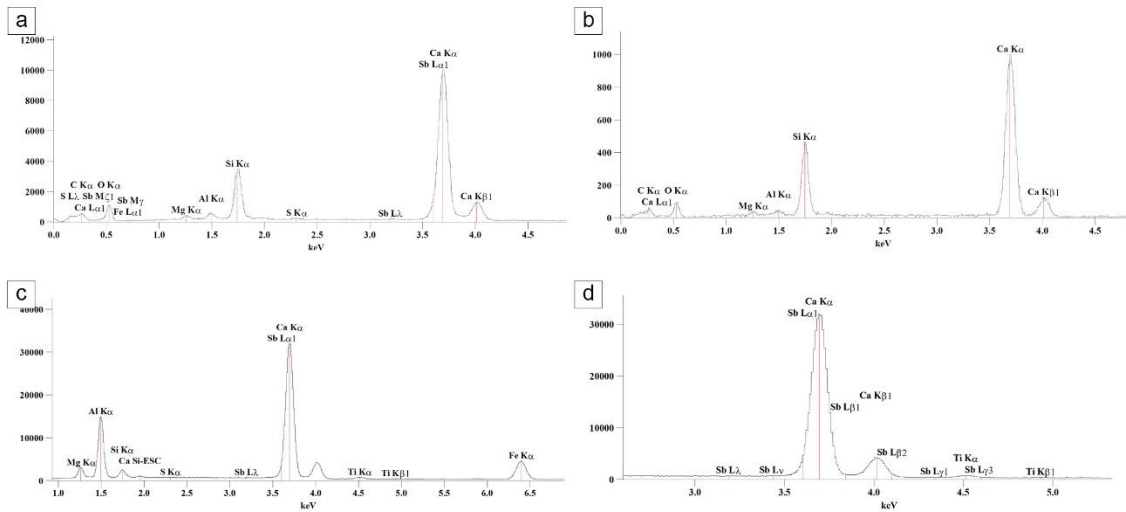 a
12000
10000
8000
6000
4000
2000
0
Ca Kα
Sb Lα1
Si Kα
C Kα O Kα
S Lλ Sb Mζ1 Sb Mγ
Ca Lα1 Fe Lα1
Mg Kα
Al Kα
S Kα
Sb Lλ
Ca Kβ1
0.0 0.5 1.0 1.5 2.0 2.5 3.0 3.5 4.0 4.5
keV
b
1000
800
600
400
200
0
Ca Kα
Si Kα
C Kα O Kα
Ca Lα1
Mg Kα
Al Kα
Ca Kβ1
0.0 0.5 1.0 1.5 2.0 2.5 3.0 3.5 4.0 4.5
keV
c
40000
30000
20000
10000
0
Ca Kα
Sb Lα1
Al Kα
Si Kα
Ca Si-ESC
Mg Kα
S Kα
Sb Lλ
Ti Kα
Ti Kβ1
Fe Kα
1.0 1.5 2.0 2.5 3.0 3.5 4.0 4.5 5.0 5.5 6.0 6.5
keV
d
30000
20000
10000
0
Ca Kα
Sb Lα1
Ca Kβ1
Sb Lβ1
Sb Lβ2
Ti Kα
Sb Lλ
Sb Lν
Sb Lγ1
Sb Lγ3
Ti Kβ1
3.0 3.5 4.0 4.5 5.0
keV